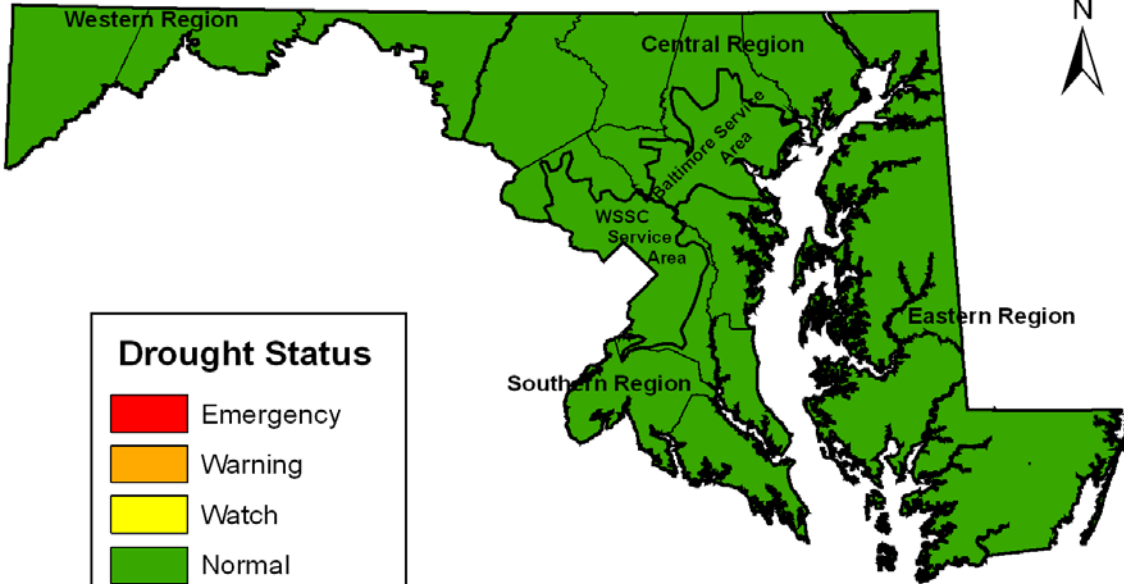 N
Western Region
Central Region
Baltimore Service
Area
WSSC
Service
Area
Eastern Region
Southern Region
Drought Status
Emergency
Warning
Watch
Normal